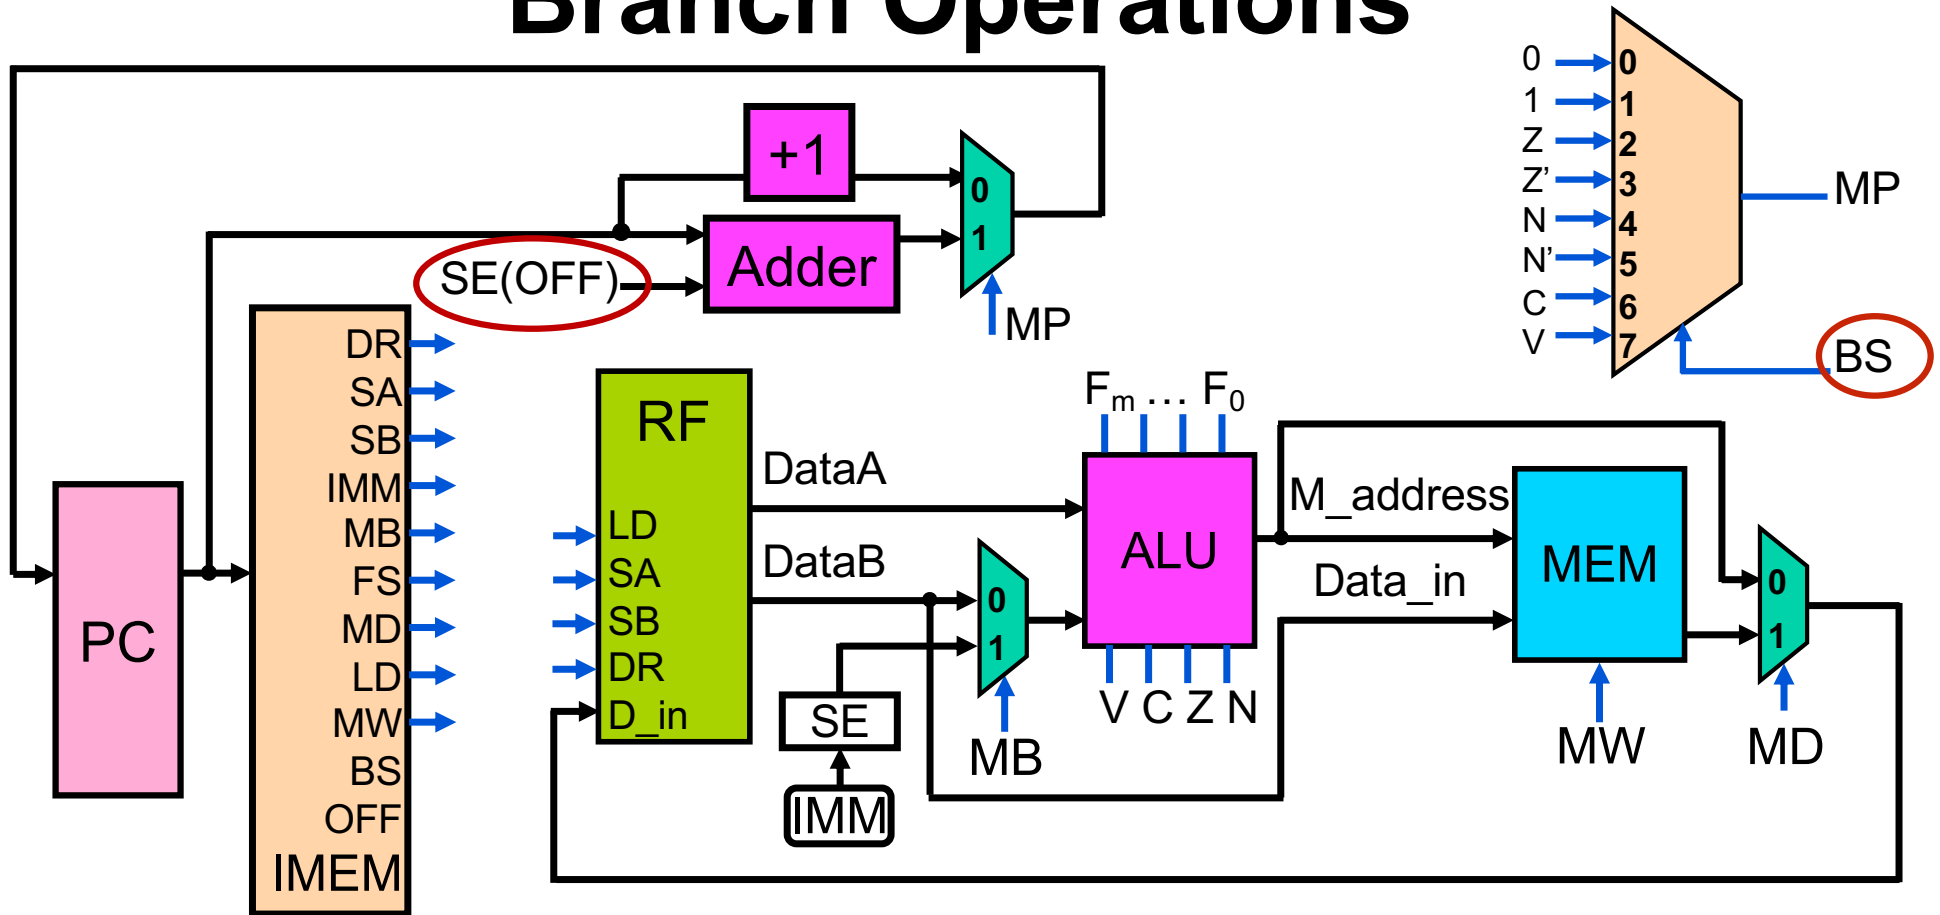 Branch Operations
0 0
1 1
Z 2
Z' 3
N 4
N' 5
C 6
V 7
MP
BS
+1
Adder
SE(OFF)
0
1
MP
PC
DR
SA
SB
IMM
MB
FS
MD
LD
MW
BS
OFF
IMEM
RF
LD
SA
SB
DR
D_in
DataA
DataB
0
1
MB
SE
IMM
Fm ... F0
ALU
V C Z N
M_address
Data_in
MEM
MW
0
1
MD